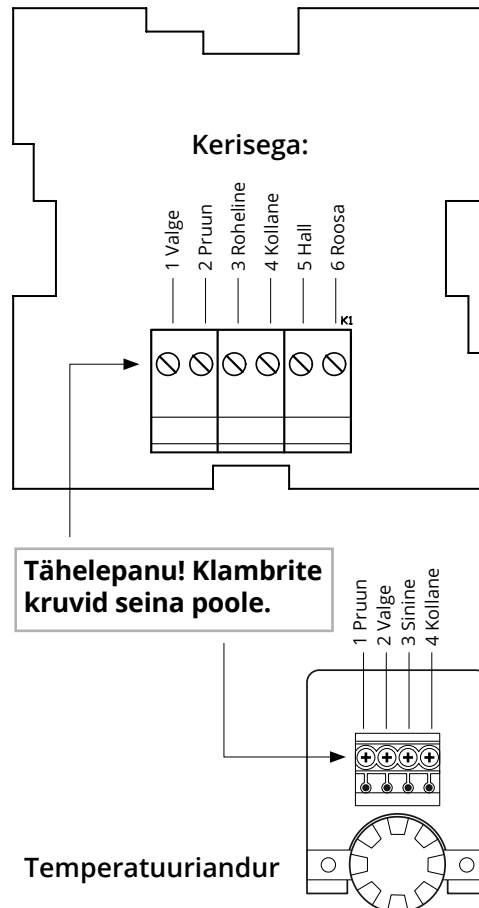 Kerisega:
1 Valge
2 Pruun
3 Roheline
4 Kollane
5 Hall
6 Roosa
K1
Tähelepanu! Klambrite
kruvid seina poole.
1 Pruun
2 Valge
3 Sinine
4 Kollane
Temperatuuriandur